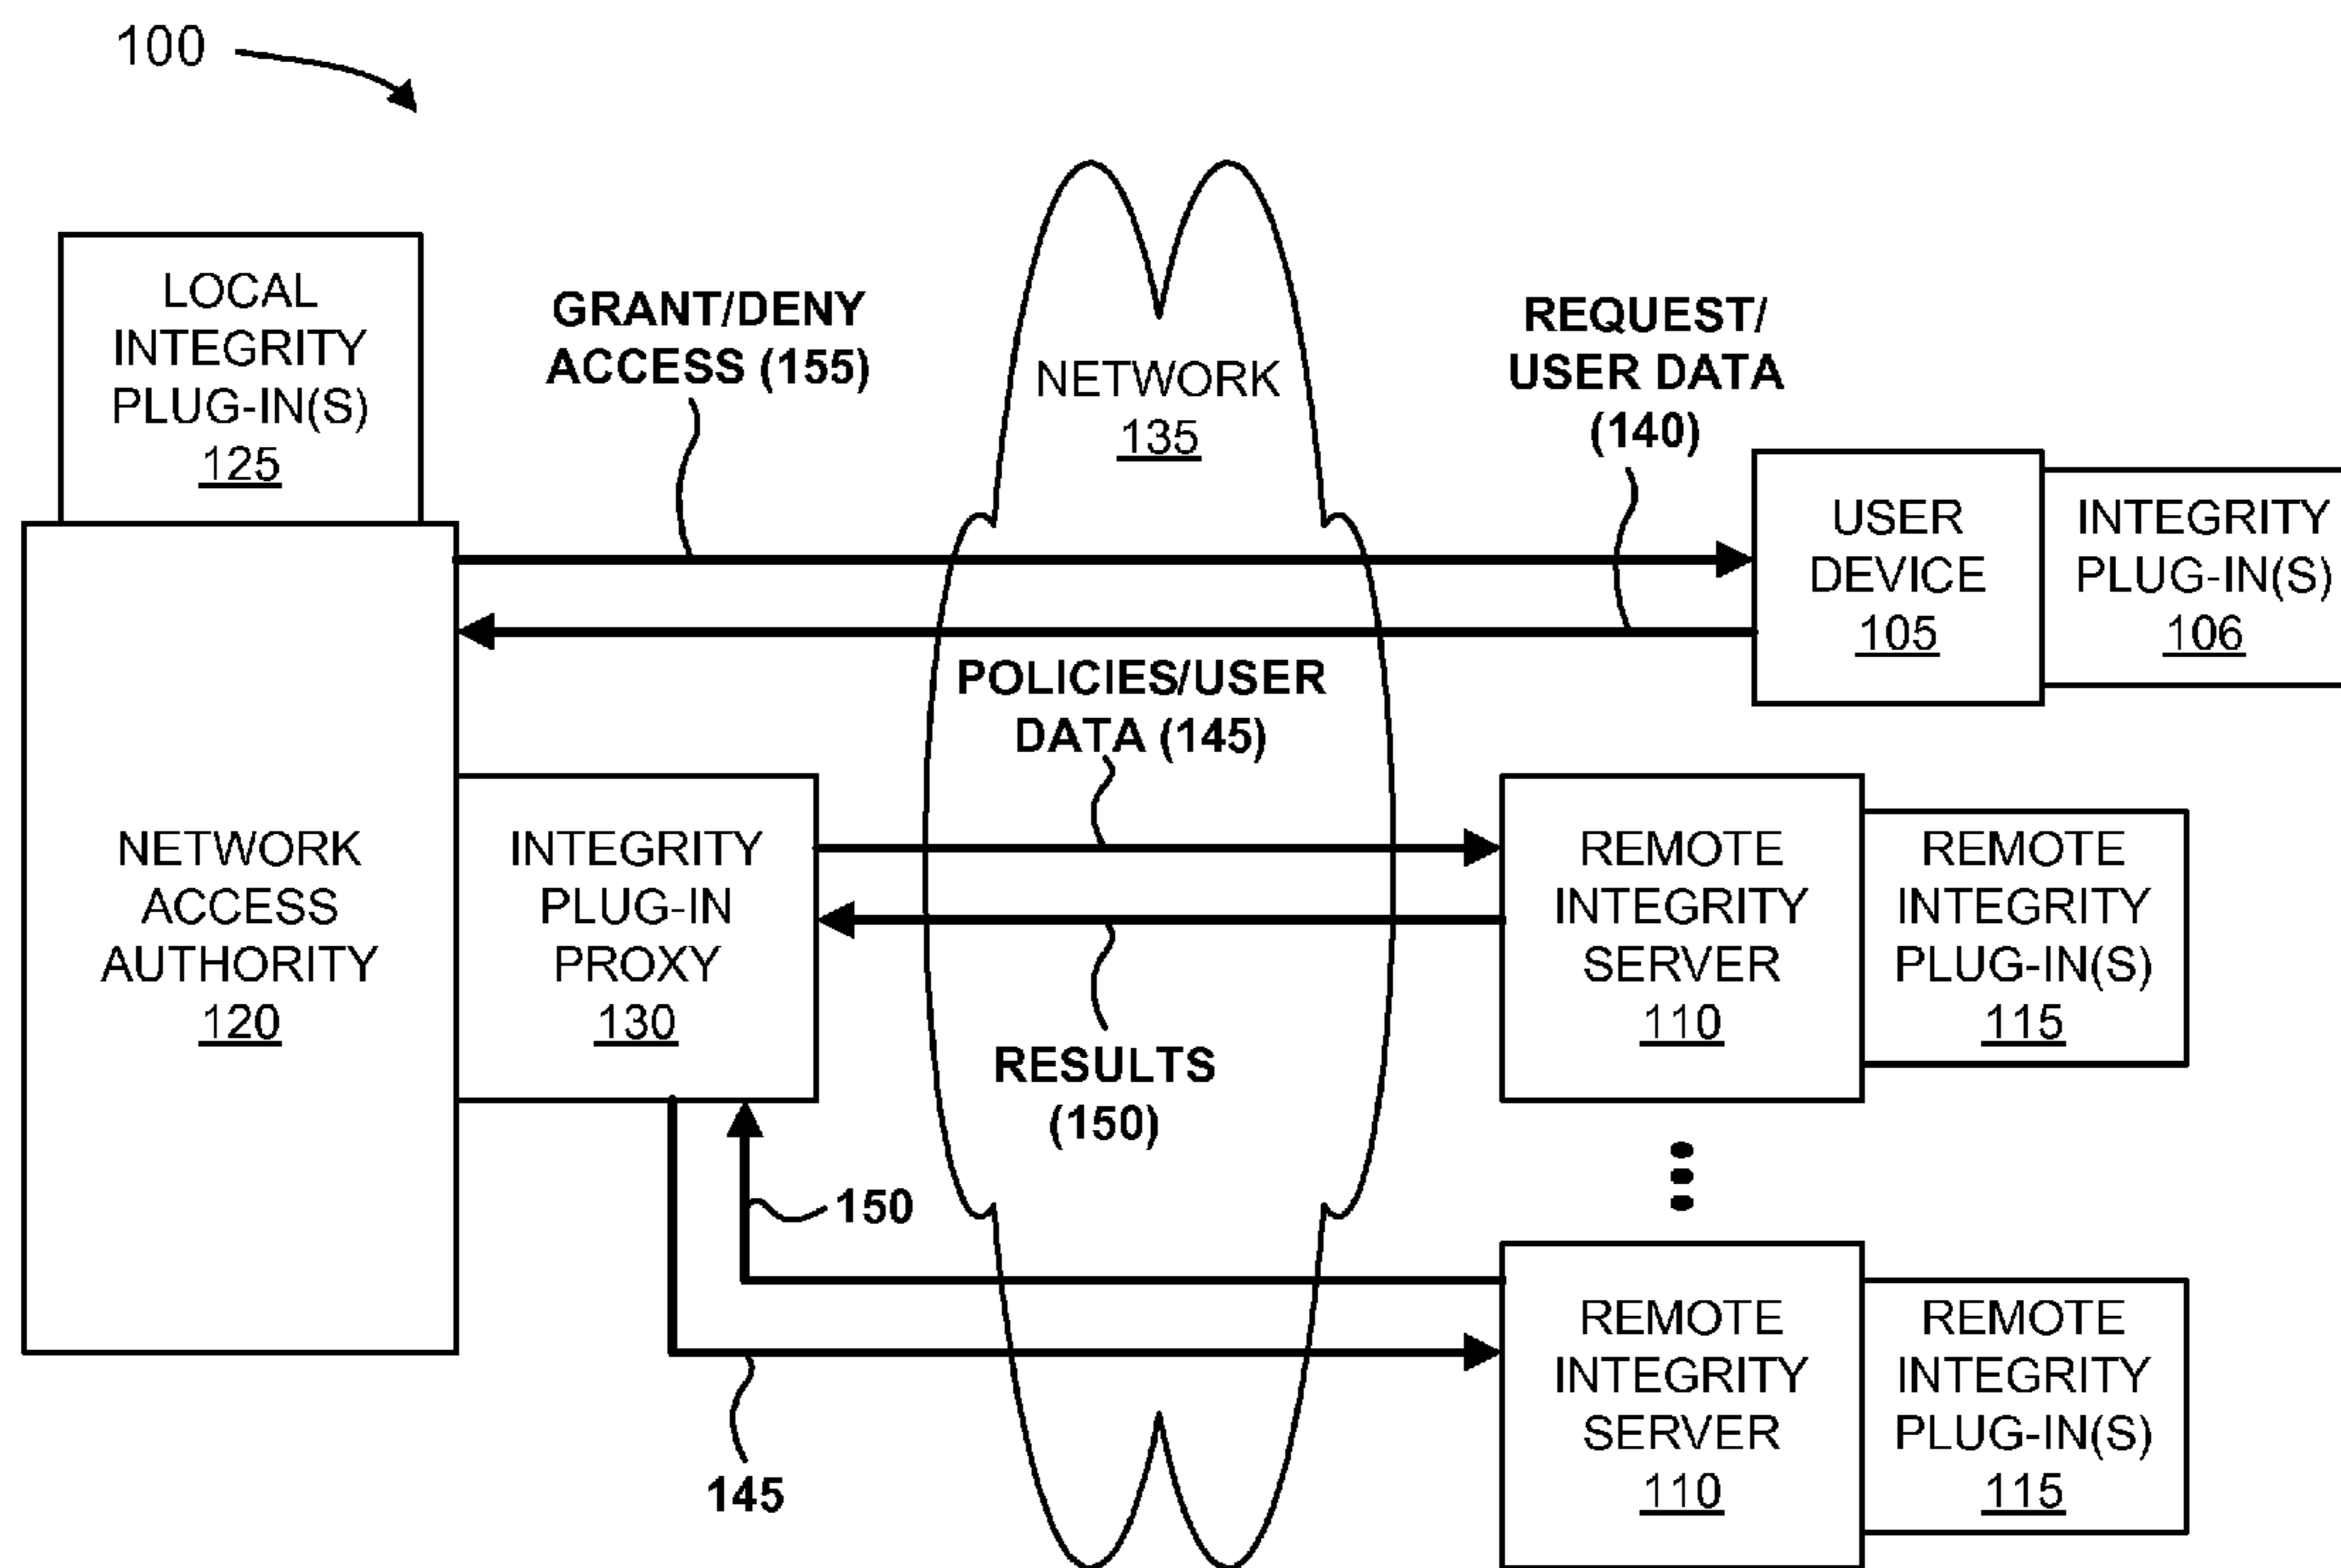 100
LOCAL
INTEGRITY
PLUG-IN(S)
125
GRANT/DENY
ACCESS (155)
NETWORK
135
REQUEST/
USER DATA
(140)
USER
DEVICE
105
INTEGRITY
PLUG-IN(S)
106
POLICIES/USER
DATA (145)
NETWORK
ACCESS
AUTHORITY
120
INTEGRITY
PLUG-IN
PROXY
130
REMOTE
INTEGRITY
SERVER
110
REMOTE
INTEGRITY
PLUG-IN(S)
115
RESULTS
(150)
150
145
REMOTE
INTEGRITY
SERVER
110
REMOTE
INTEGRITY
PLUG-IN(S)
115